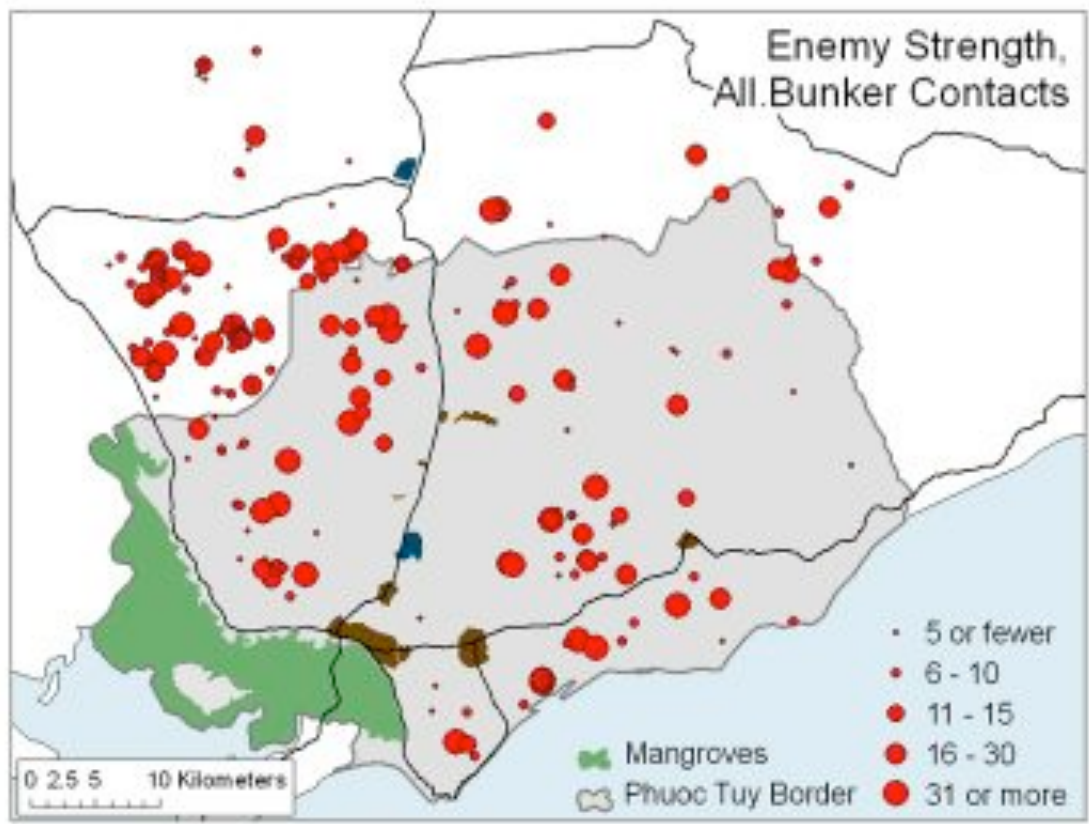 Enemy Strength,
All.Bunker Contacts
5 or fewer
6 - 10
11 - 15
16 - 30
31 or more
Mangroves
Phuoc Tuy Border
0 2.5 5 10 Kilometers